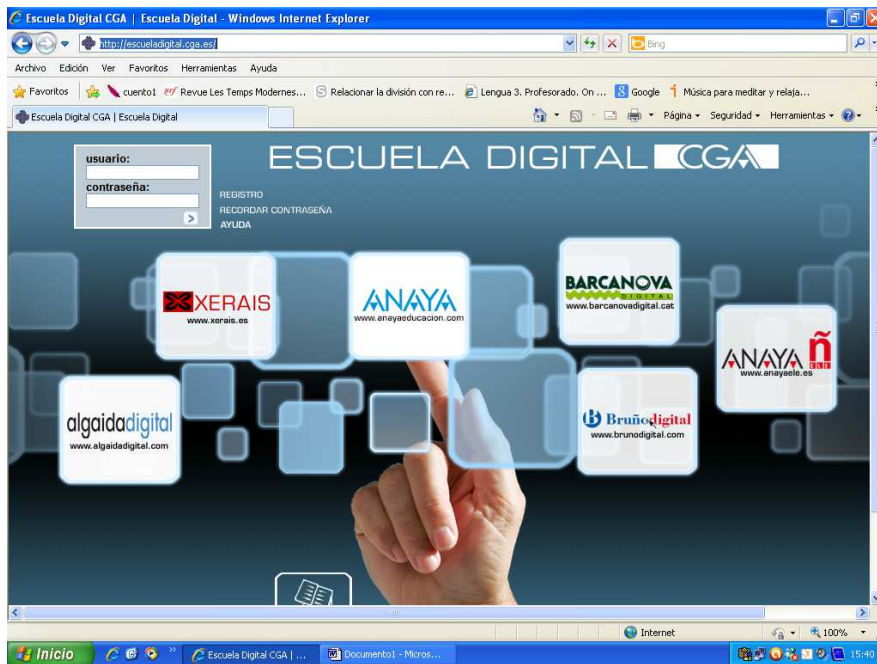 Escuela Digital CGA | Escuela Digital - Windows Internet Explorer
http://escueladigital.cga.es/
Bing
Archivo Edición Ver Favoritos Herramientas Ayuda
Favoritos cuento1 Revue Les Temps Modernes... Relacionar la división con re... Lengua 3. Profesorado. On ... Google Música para meditar y relaja...
Escuela Digital CGA | Escuela Digital Página Seguridad Herramientas
ESCUELA DIGITAL CGA
usuario:
contraseña:
REGISTRO
RECORDAR CONTRASEÑA
AYUDA
XERAIS
www.xerais.es
ANAYA
www.anayaeducacion.com
BARCANOVA
DIGITAL
www.barcanovadigital.cat
ANAYA ñ
ELE
www.anayaele.es
algaidadigital
www.algaidadigital.com
Bruñodigital
www.brunodigital.com
Internet 100%
Inicio Escuela Digital CGA | ... Documento1 - Micros... 15:40